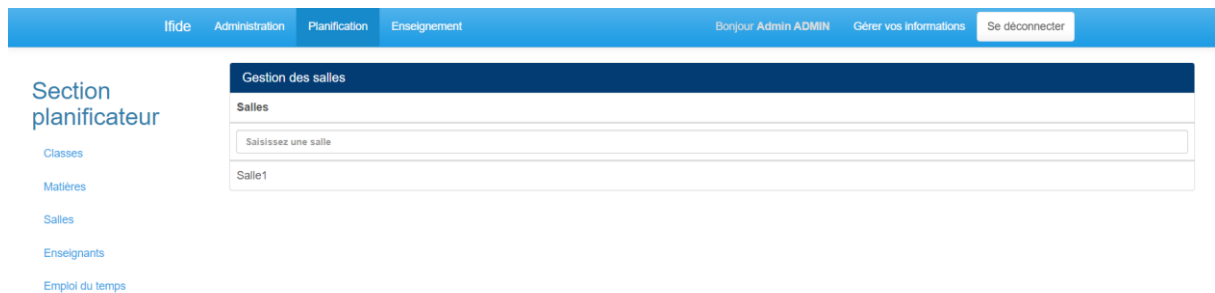 Ifide Administration Planification Enseignement Bonjour Admin ADMIN Gérer vos informations Se déconnecter
Section
planificateur
Classes
Matières
Salles
Enseignants
Emploi du temps
Gestion des salles
Salles
Saisissez une salle
Salle1